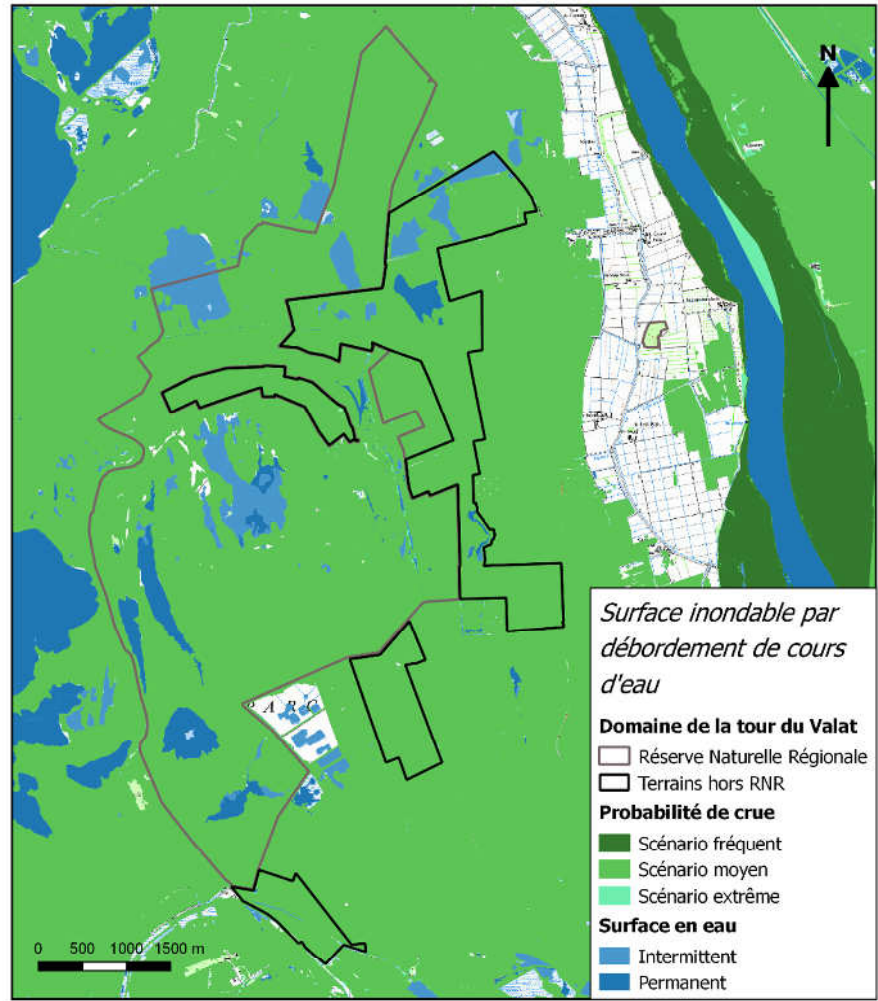 N
PARC
Surface inondable par
débordement de cours
d'eau
Domaine de la tour du Valat
Réserve Naturelle Régionale
Terrains hors RNR
Probabilité de crue
Scénario fréquent
Scénario moyen
Scénario extrême
Surface en eau
Intermittent
Permanent
0 500 1000 1500 m